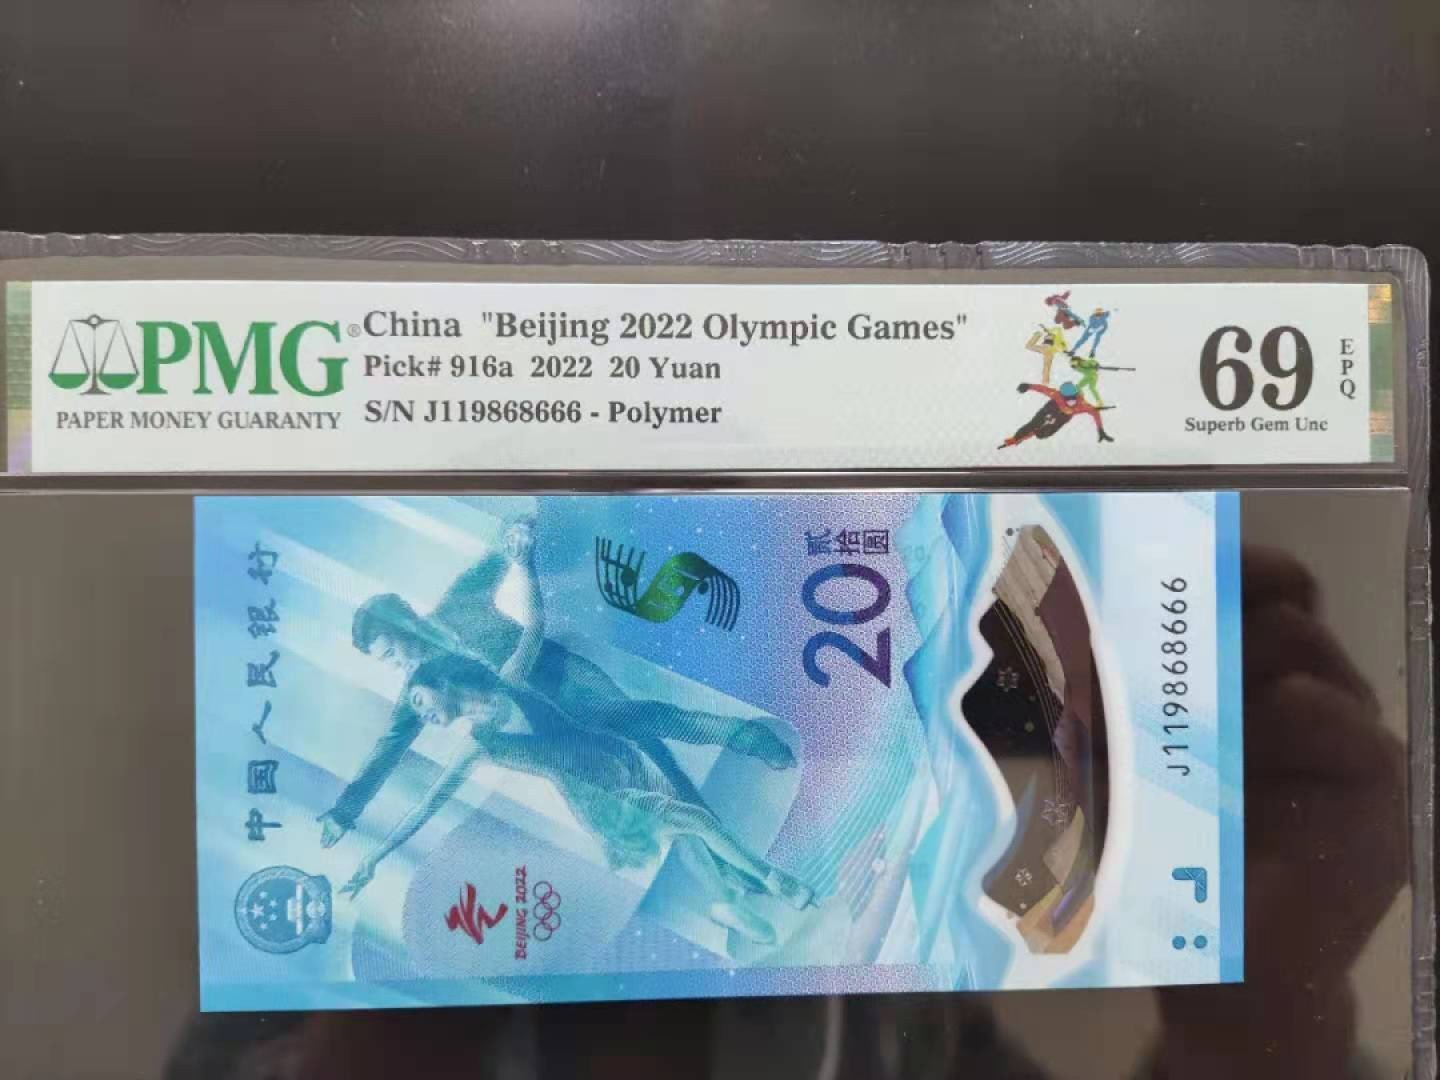 PMG®
PAPER MONEY GUARANTY
China "Beijing 2022 Olympic Games"
Pick# 916a 2022 20 Yuan
S/N J119868666 - Polymer
69
EPQ
Superb Gem Unc
中国人民银行
BEIJING 2022
贰拾圆
20
J119868666